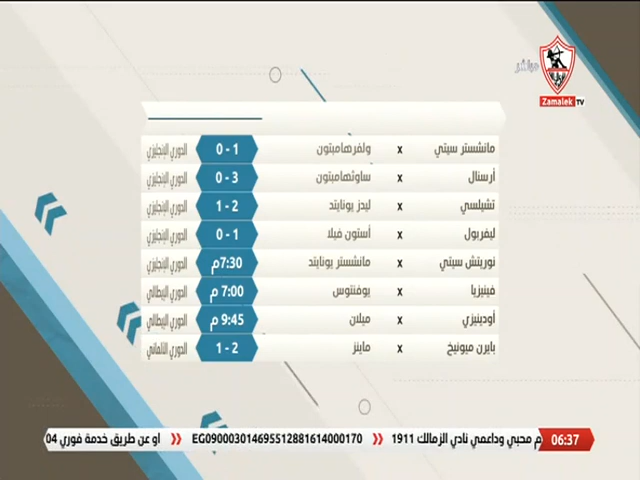 مباشر
Zamalek TV
مانشستر سيتي x ولفرهامبتون 1 - 0 الدوري الإنجليزي
أرسنال x ساوثهامبتون 3 - 0 الدوري الإنجليزي
تشيلسي x ليدز يونايتد 2 - 1 الدوري الإنجليزي
ليفربول x أستون فيلا 1 - 0 الدوري الإنجليزي
نوريتش سيتي x مانشستر يونايتد 7:30م الدوري الإنجليزي
فينيزيا x يوفنتوس 7:00 م الدوري الإيطالي
أودينيزي x ميلان 9:45 م الدوري الإيطالي
بايرن ميونيخ x ماينز 2 - 1 الدوري الألماني
06:37 م محبي وداعمي نادي الزمالك 1911 EG090003014695512881614000170 او عن طريق خدمة فوري 04